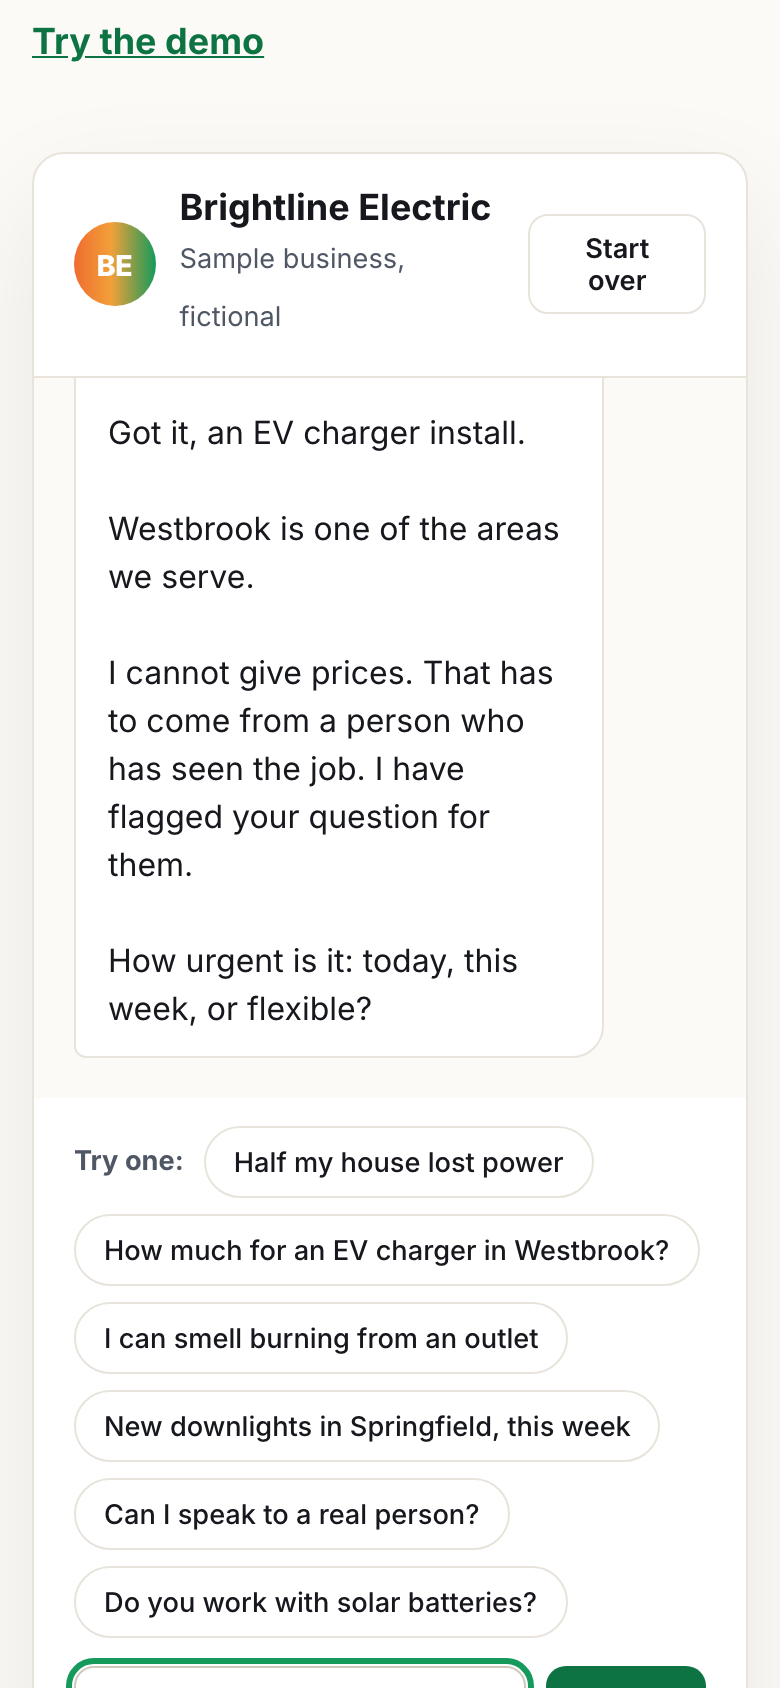 Try the demo
BE
Brightline Electric
Sample business,
fictional
Start
over
Got it, an EV charger install.
Westbrook is one of the areas
we serve.
I cannot give prices. That has
to come from a person who
has seen the job. I have
flagged your question for
them.
How urgent is it: today, this
week, or flexible?
Try one:
Half my house lost power
How much for an EV charger in Westbrook?
I can smell burning from an outlet
New downlights in Springfield, this week
Can I speak to a real person?
Do you work with solar batteries?